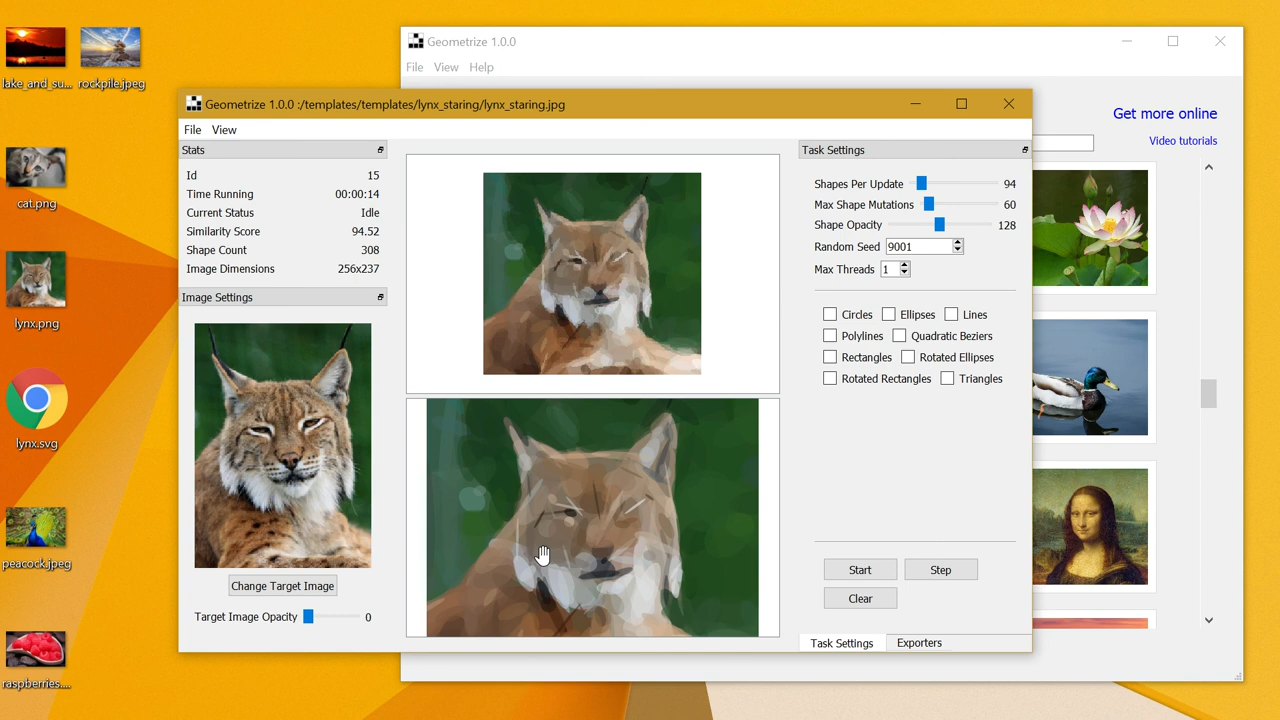 lake_and_su...
rockpile.jpeg
cat.png
lynx.png
lynx.svg
peacock.jpeg
raspberries....
Geometrize 1.0.0
File View Help
Get more online
Video tutorials
Geometrize 1.0.0 :/templates/templates/lynx_staring/lynx_staring.jpg
File View
Stats
Id 15
Time Running 00:00:14
Current Status Idle
Similarity Score 94.52
Shape Count 308
Image Dimensions 256x237
Image Settings
Change Target Image
Target Image Opacity 0
Task Settings
Shapes Per Update 94
Max Shape Mutations 60
Shape Opacity 128
Random Seed 9001
Max Threads 1
Circles Ellipses Lines
Polylines Quadratic Beziers
Rectangles Rotated Ellipses
Rotated Rectangles Triangles
Start Step
Clear
Task Settings Exporters